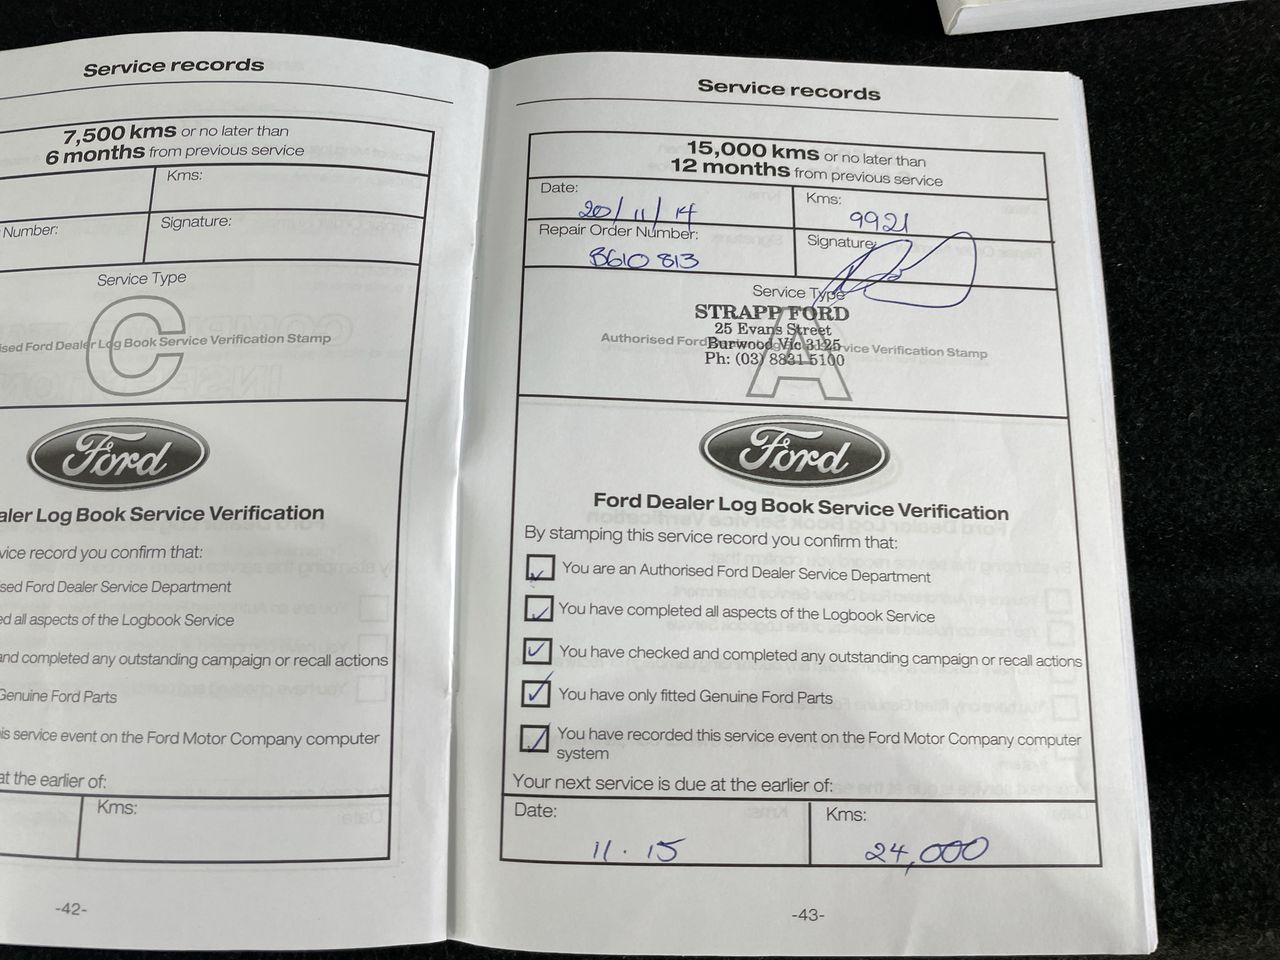 Service records
7,500 kms or no later than
6 months from previous service
Kms:
Number:
Signature:
Service Type
C
ised Ford Dealer Log Book Service Verification Stamp
Ford
aler Log Book Service Verification
vice record you confirm that:
sed Ford Dealer Service Department
ed all aspects of the Logbook Service
and completed any outstanding campaign or recall actions
Genuine Ford Parts
is service event on the Ford Motor Company computer
at the earlier of:
Kms:
-42-
Service records
15,000 kms or no later than
12 months from previous service
Date:
20/11/14
Kms:
9921
Repair Order Number:
B610813
Signature:
Service Type
STRAPP FORD
25 Evans Street
Burwood Vic 3125
Ph: (03) 8831 5100
Authorised Ford vice Verification Stamp
A
Ford
Ford Dealer Log Book Service Verification
By stamping this service record you confirm that:
You are an Authorised Ford Dealer Service Department
You have completed all aspects of the Logbook Service
You have checked and completed any outstanding campaign or recall actions
You have only fitted Genuine Ford Parts
You have recorded this service event on the Ford Motor Company computer
system
Your next service is due at the earlier of:
Date:
11.15
Kms:
24,000
-43-